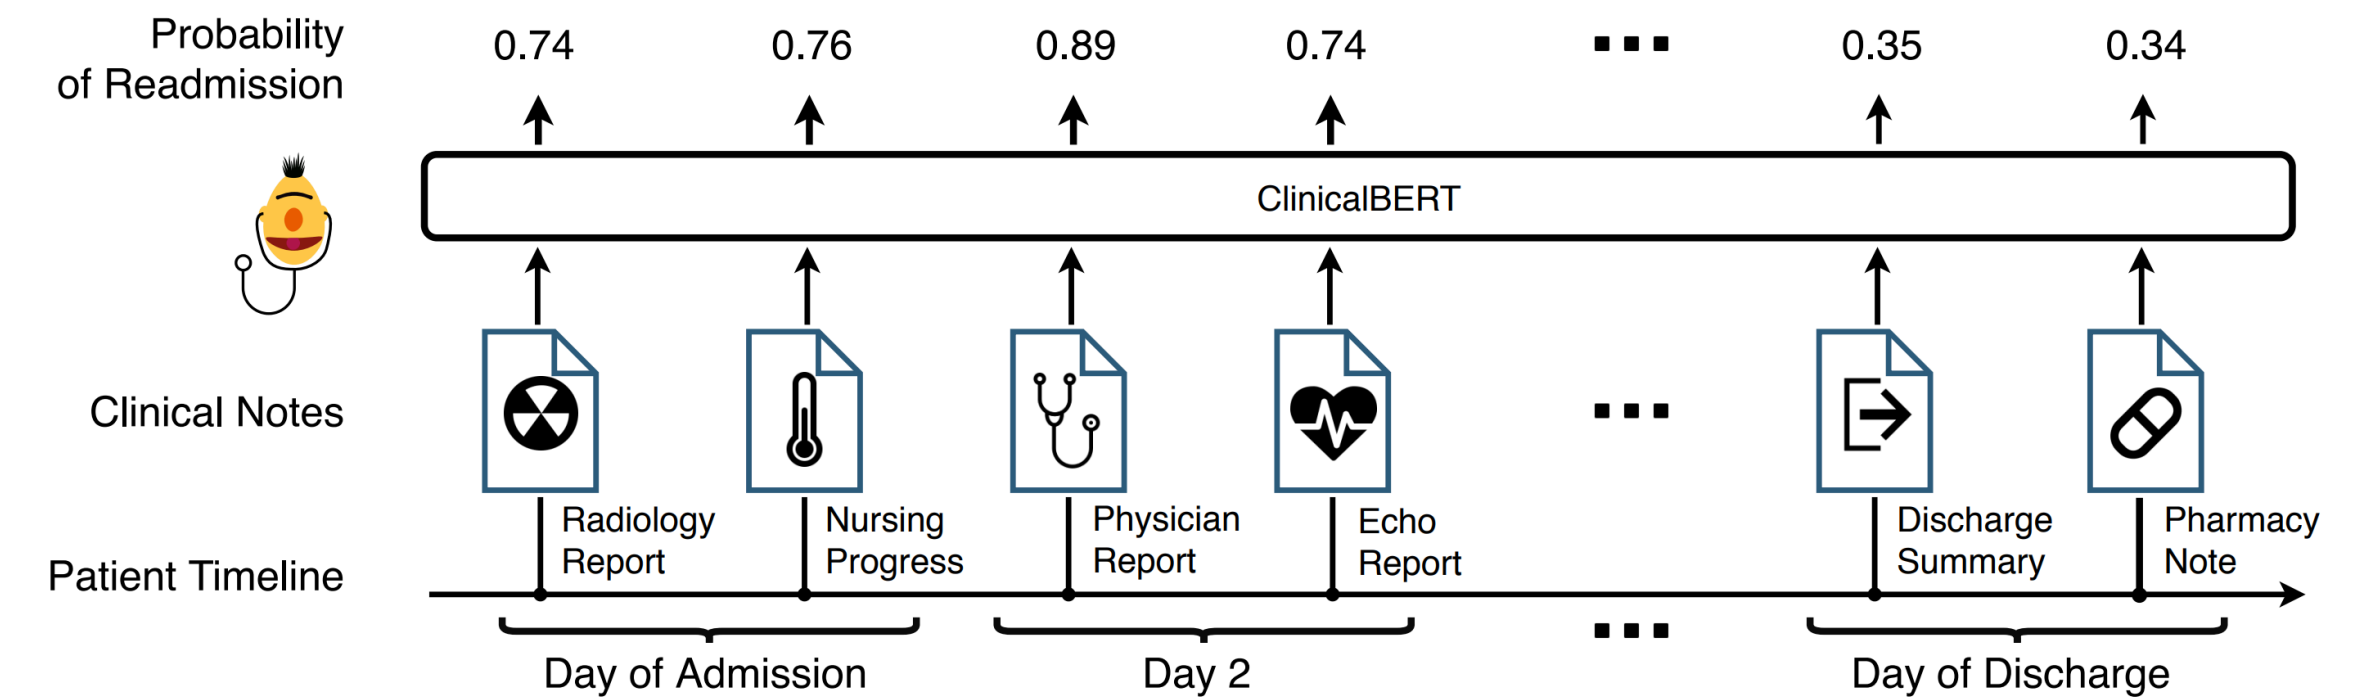 Probability
of Readmission
0.74
0.76
0.89
0.74
0.35
0.34
ClinicalBERT
Clinical Notes
Radiology
Report
Nursing
Progress
Physician
Report
Echo
Report
Discharge
Summary
Pharmacy
Note
Patient Timeline
Day of Admission
Day 2
Day of Discharge